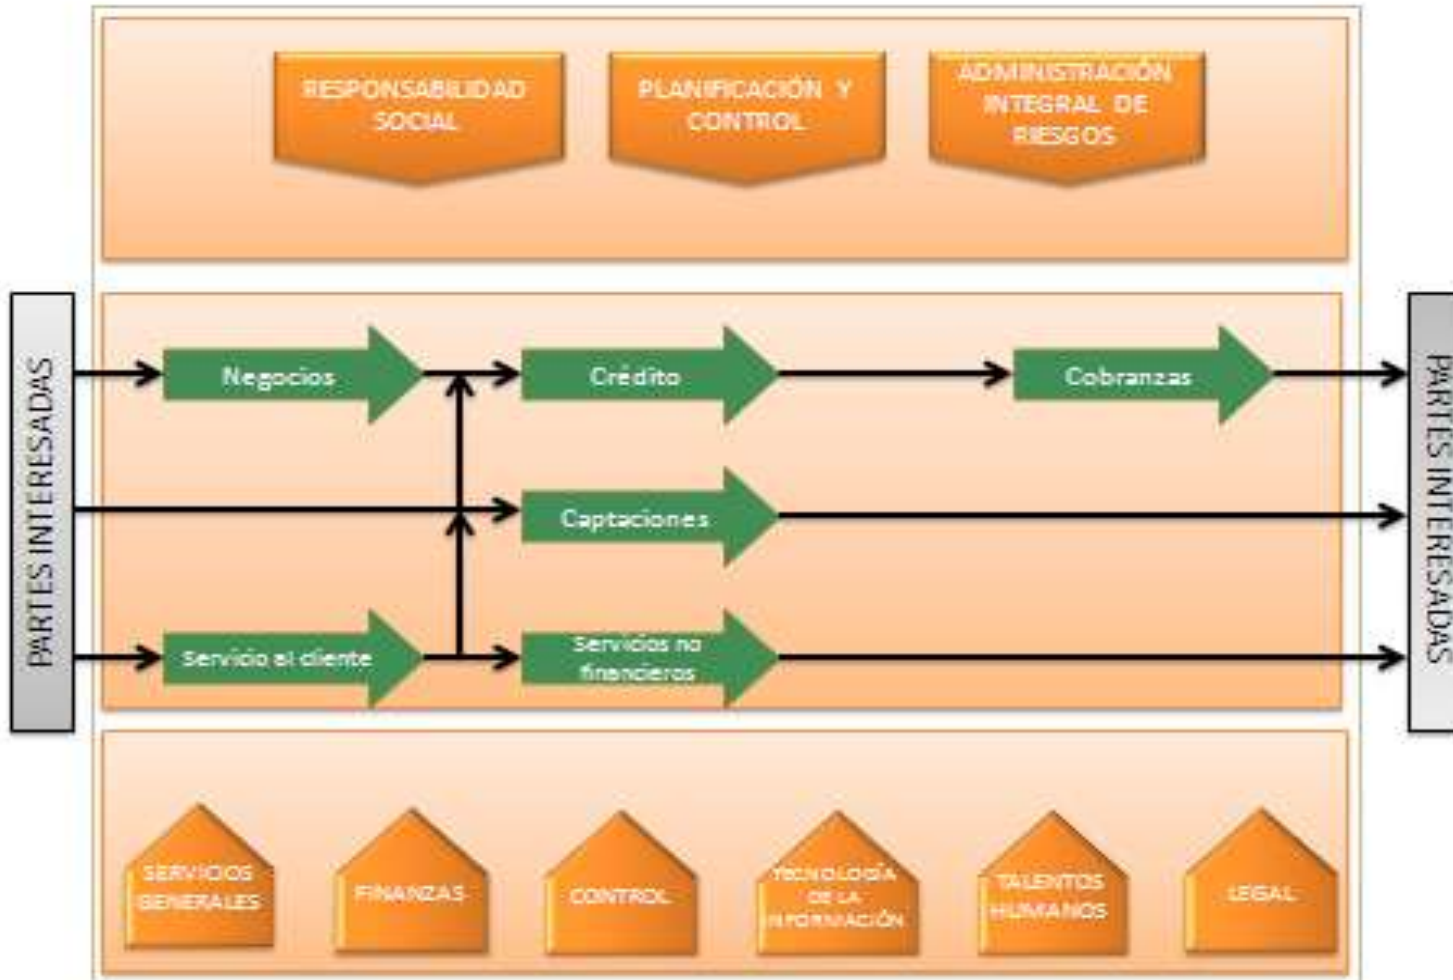 RESPONSABILIDAD
SOCIAL
PLANIFICACIÓN Y
CONTROL
ADMINISTRACIÓN
INTEGRAL DE
RIESGOS
PARTES INTERESADAS
Negocios
Crédito
Cobranzas
Captaciones
Servicio al cliente
Servicios no
financieros
PARTES INTERESADAS
SERVICIOS
GENERALES
FINANZAS
CONTROL
TECNOLOGÍA
DE LA
INFORMACIÓN
TALENTOS
HUMANOS
LEGAL